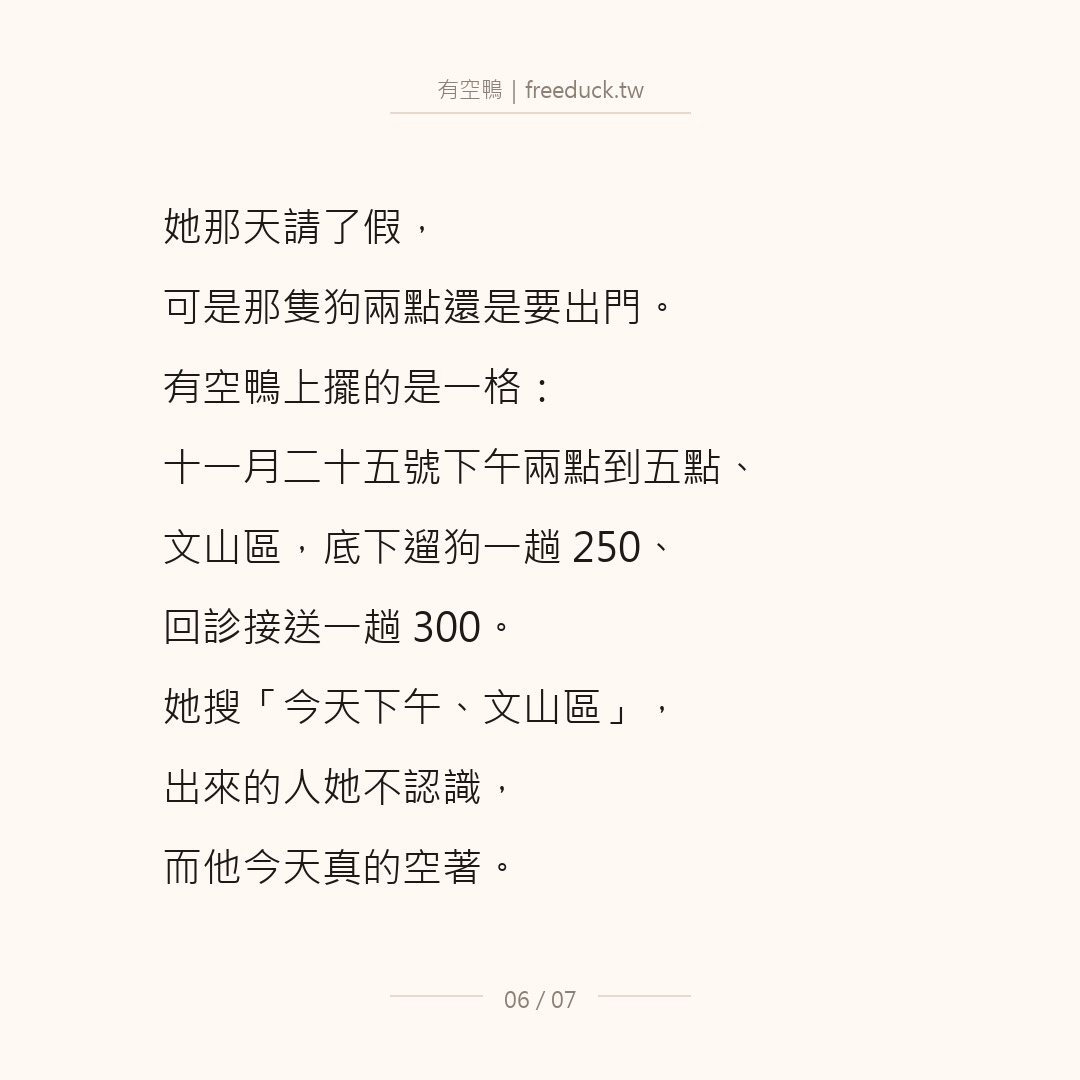 有空鴨 | freeduck.tw
她那天請了假，
可是那隻狗兩點還是要出門。
有空鴨上擺的是一格：
十一月二十五號下午兩點到五點、
文山區，底下遛狗一趟 250、
回診接送一趟 300。
她搜「今天下午、文山區」，
出來的人她不認識，
而他今天真的空著。
06 / 07